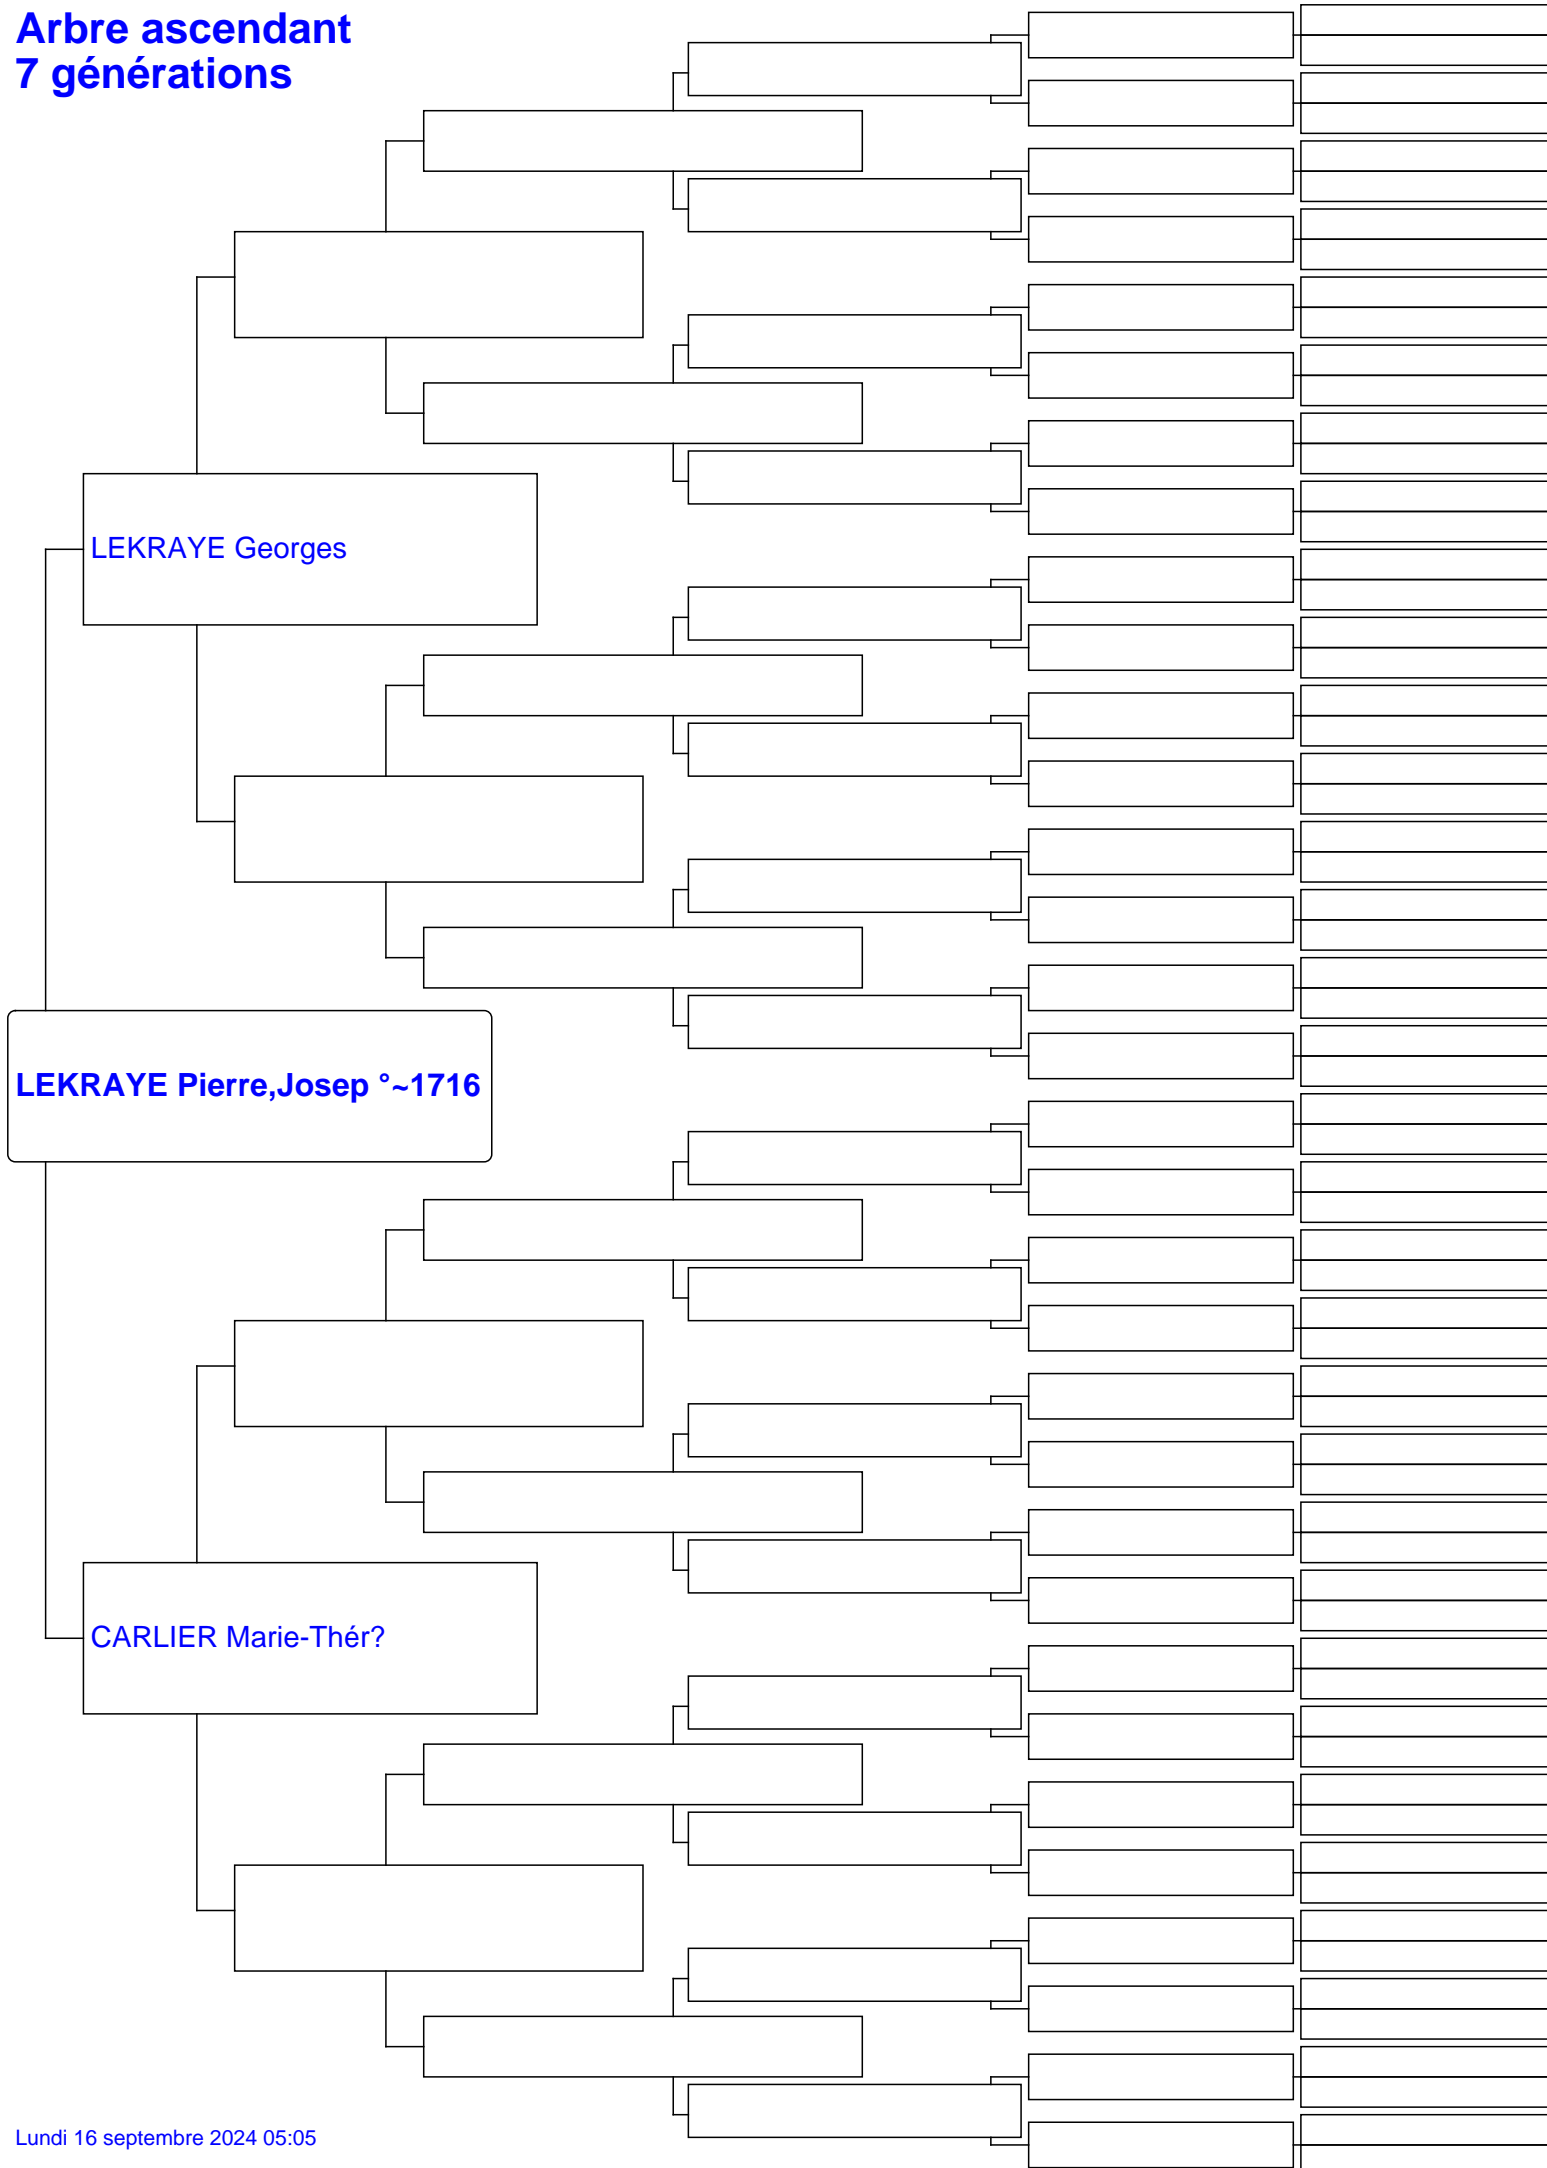 Arbre ascendant
7 générations
LEKRAYE Georges
LEKRAYE Pierre,Josep °~1716
CARLIER Marie-Thér?
Lundi 16 septembre 2024 05:05